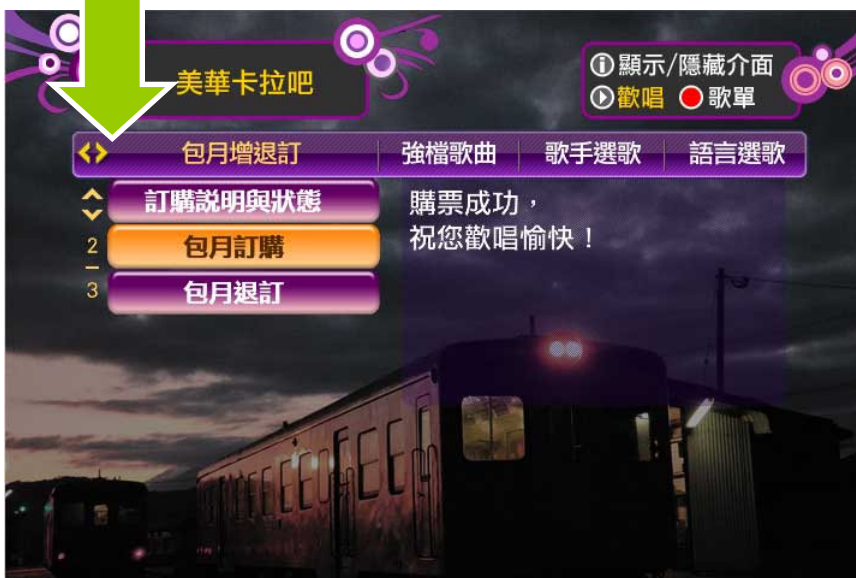 美華卡拉吧
ⓘ顯示/隱藏介面
歡唱 歌單
包月增退訂 強檔歌曲 歌手選歌 語言選歌
訂購說明與狀態
2 包月訂購
3 包月退訂
購票成功，
祝您歡唱愉快！